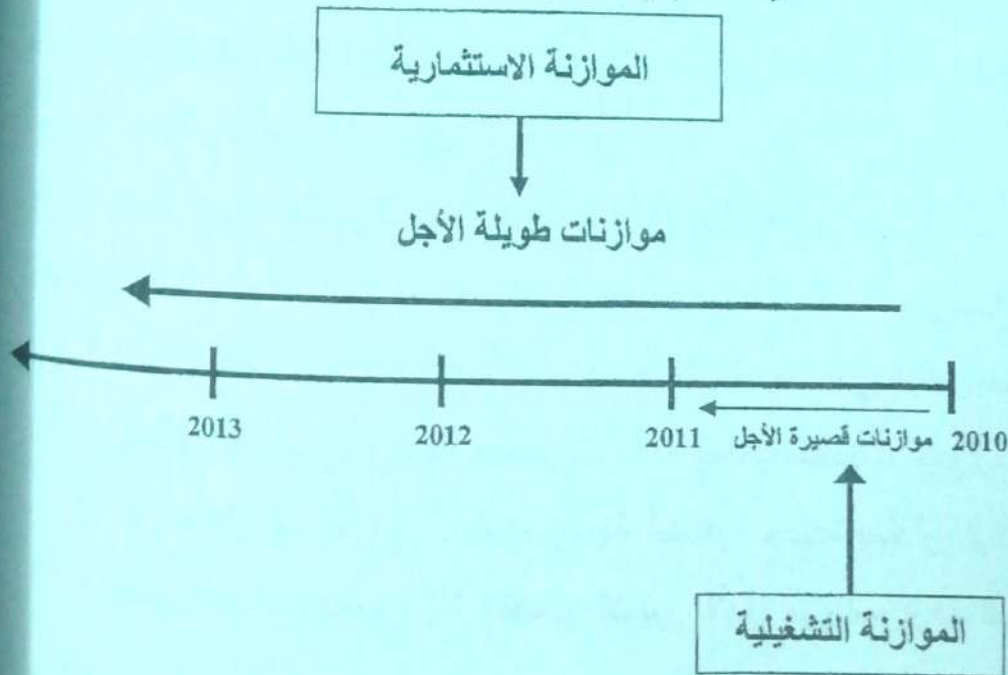 الموازنة الاستثمارية
موازنات طويلة الأجل
2010 موازنات قصيرة الأجل 2011 2012 2013
الموازنة التشغيلية